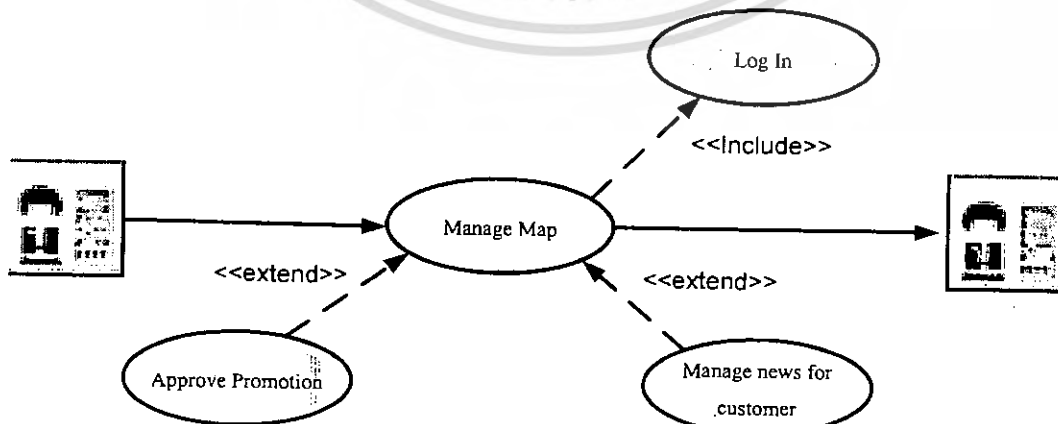 Log In
<<Include>>
Manage Map
<<extend>>
<<extend>>
Approve Promotion
Manage news for
customer